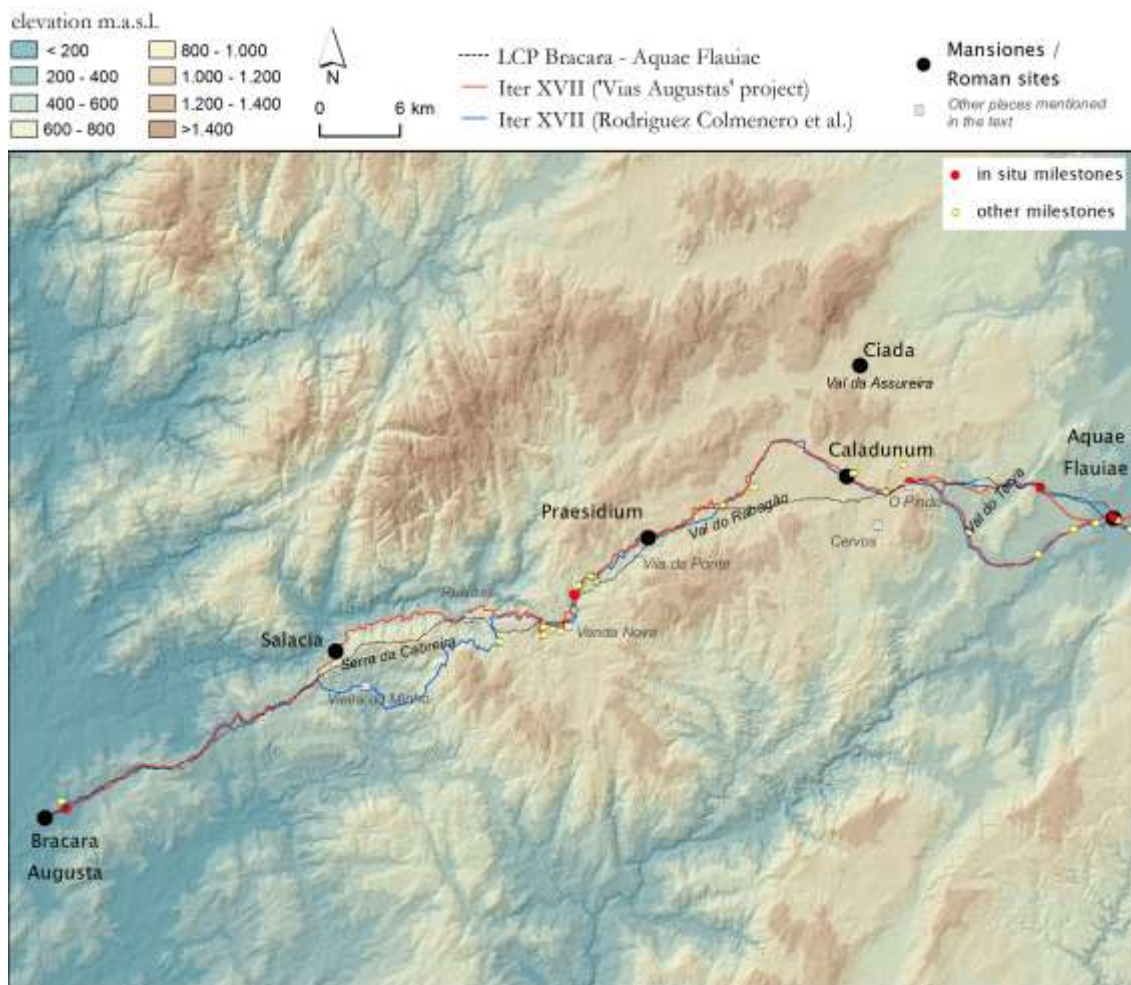 elevation m.a.s.l.
< 200
200 - 400
400 - 600
600 - 800
800 - 1.000
1.000 - 1.200
1.200 - 1.400
>1.400
N
0 6 km
LCP Bracara - Aquae Flauiae
Iter XVII ('Vias Augustas' project)
Iter XVII (Rodriguez Colmenero et al.)
Mansiones /
Roman sites
Other places mentioned
in the text
in situ milestones
other milestones
Ciada
Val da Assureira
Caladunum
Aquae
Flauiae
O Pindo
Val do Terva
Praesidium
Val do Rabagão
Cervos
Vila da Ponte
Salacia
Serra da Cabreira
Venda Nova
Vieira do Minho
Bracara
Augusta